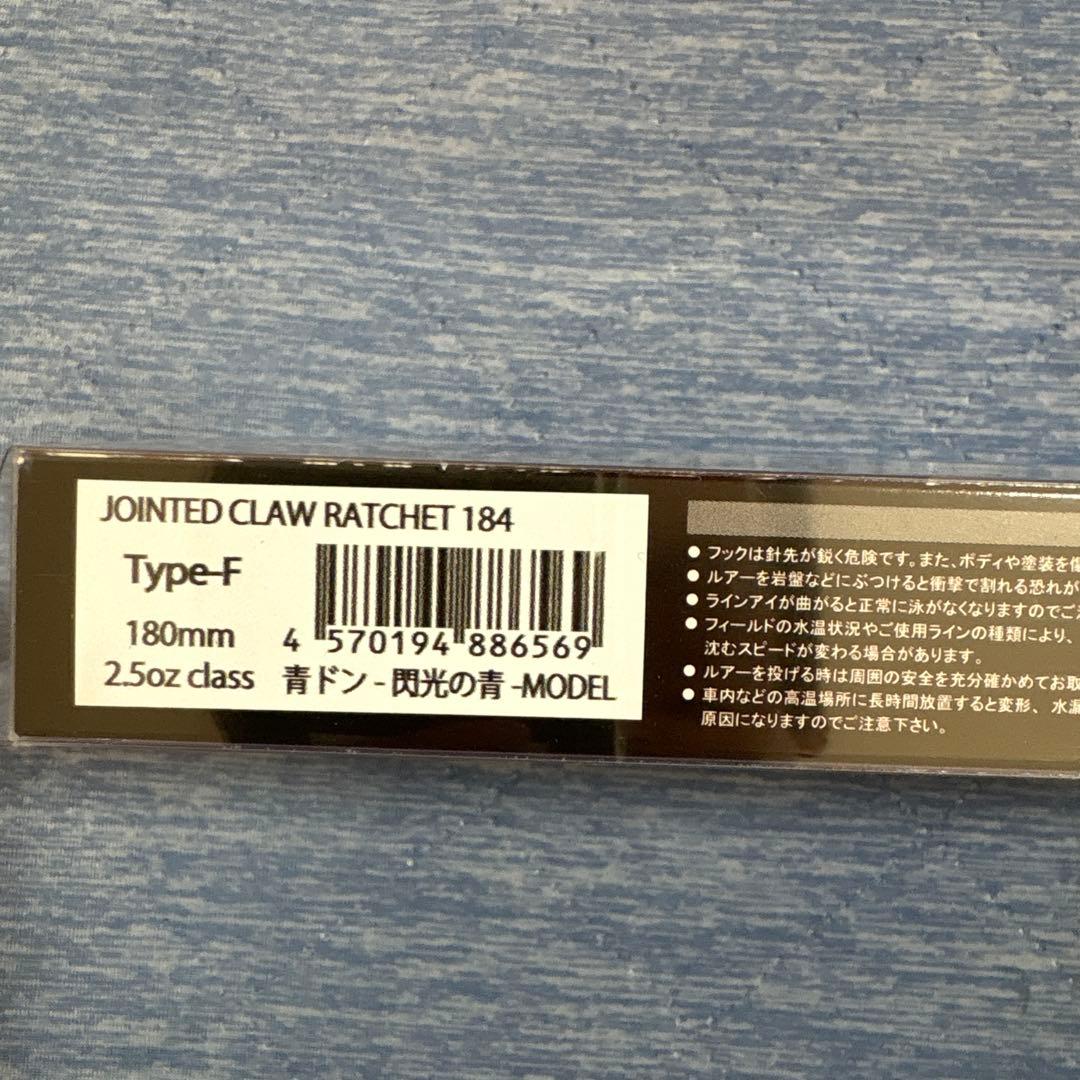 JOINTED CLAW RATCHET 184
Type-F
180mm
2.5oz class
4 570194 886569
青ドン - 閃光の青 -MODEL
● フックは針先が鋭く危険です。また、ボディや塗装を傷
● ルアーを岩盤などにぶつけると衝撃で割れる恐れが
● ラインアイが曲がると正常に泳がなくなりますのでご
● フィールドの水温状況やご使用ラインの種類により、
沈むスピードが変わる場合があります。
● ルアーを投げる時は周囲の安全を充分確かめてお取
● 車内などの高温場所に長時間放置すると変形、水漏
原因になりますのでご注意下さい。